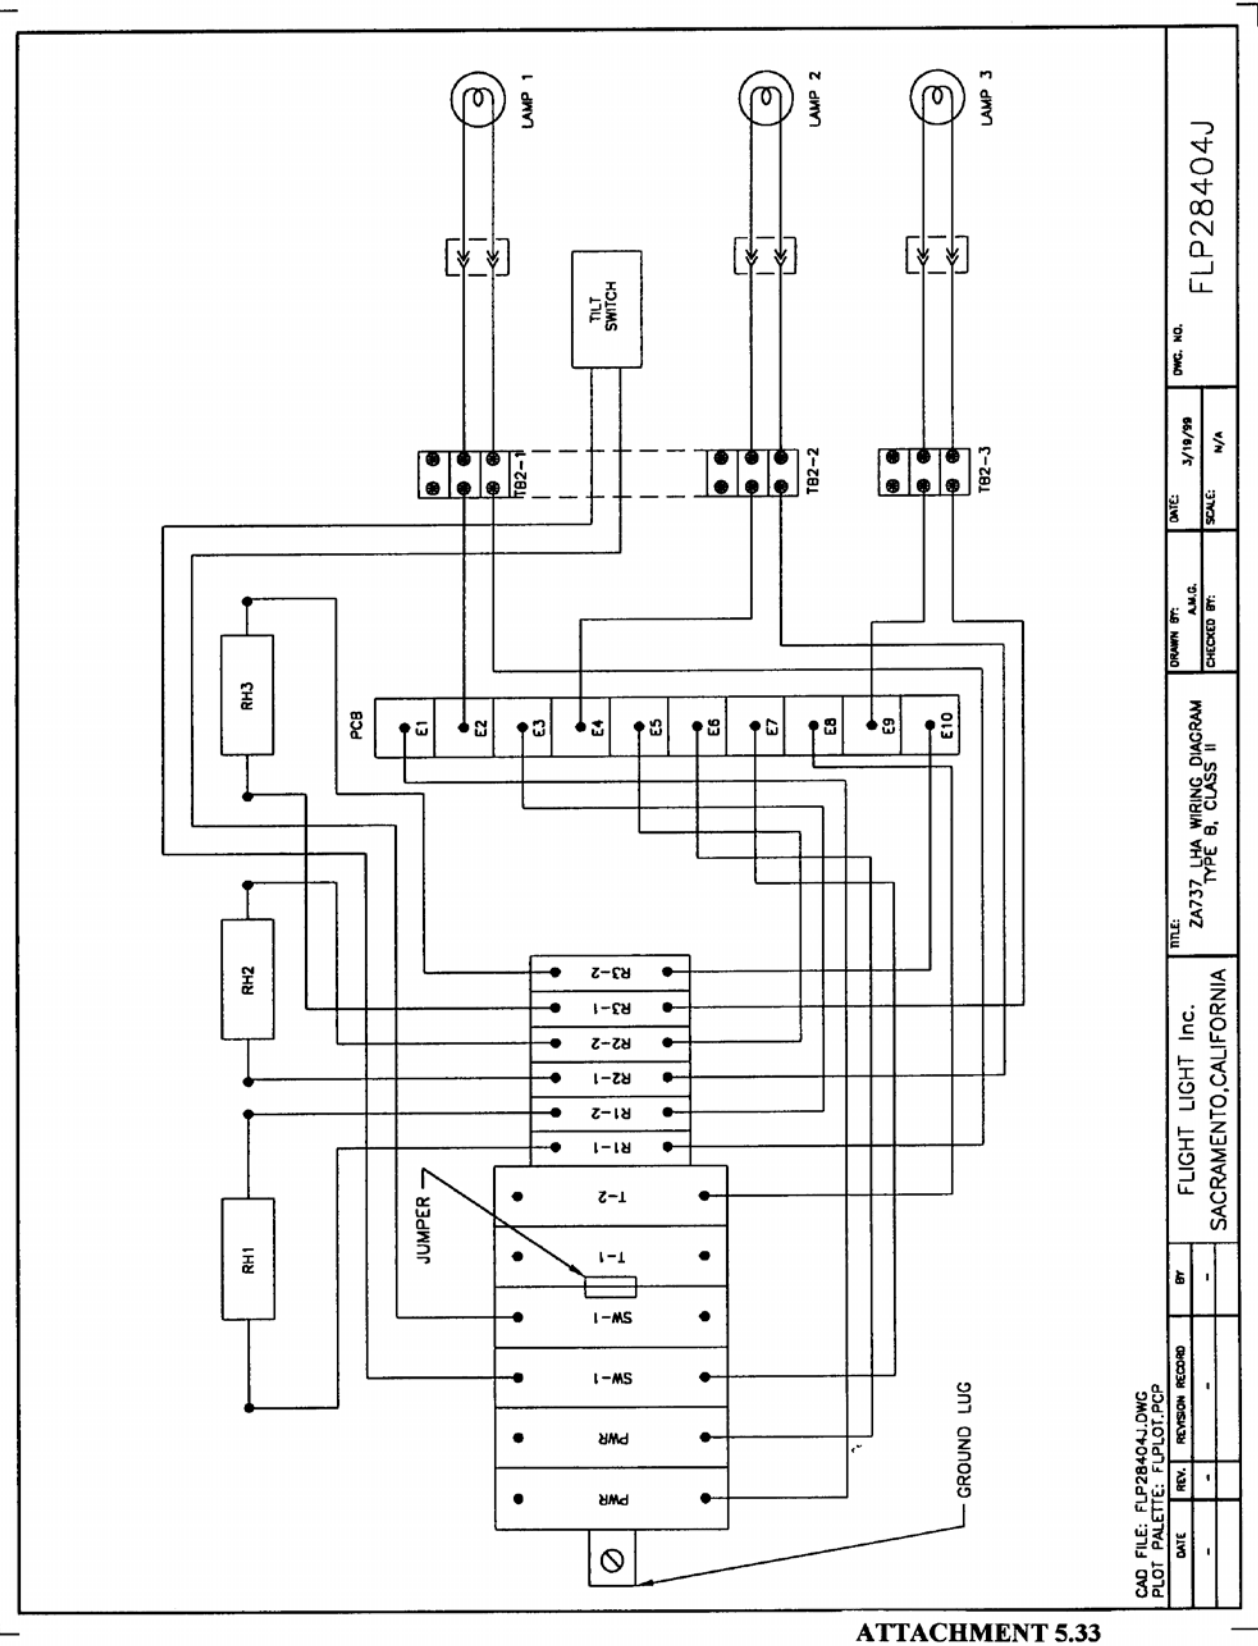 LAMP 1
LAMP 2
LAMP 3
TILT
SWITCH
TB2-1
TB2-2
TB2-3
RH3
RH2
RH1
PCB
E1
E2
E3
E4
E5
E6
E7
E8
E9
E10
R3-2
R3-1
R2-2
R2-1
R1-2
R1-1
T-2
T-1
SW-1
SW-1
PWR
PWR
JUMPER
GROUND LUG
CAD FILE: FLP28404J.DWG
PLOT PALETTE: FLPLOT.PCP
DATE
REV.
REVISION RECORD
BY
-
-
-
-
FLIGHT LIGHT Inc.
SACRAMENTO,CALIFORNIA
TITLE:
ZA737 LHA WIRING DIAGRAM
TYPE B, CLASS II
DRAWN BY:
A.M.G.
CHECKED BY:
DATE:
3/19/99
SCALE:
N/A
DWG. NO.
FLP28404J
ATTACHMENT 5.33